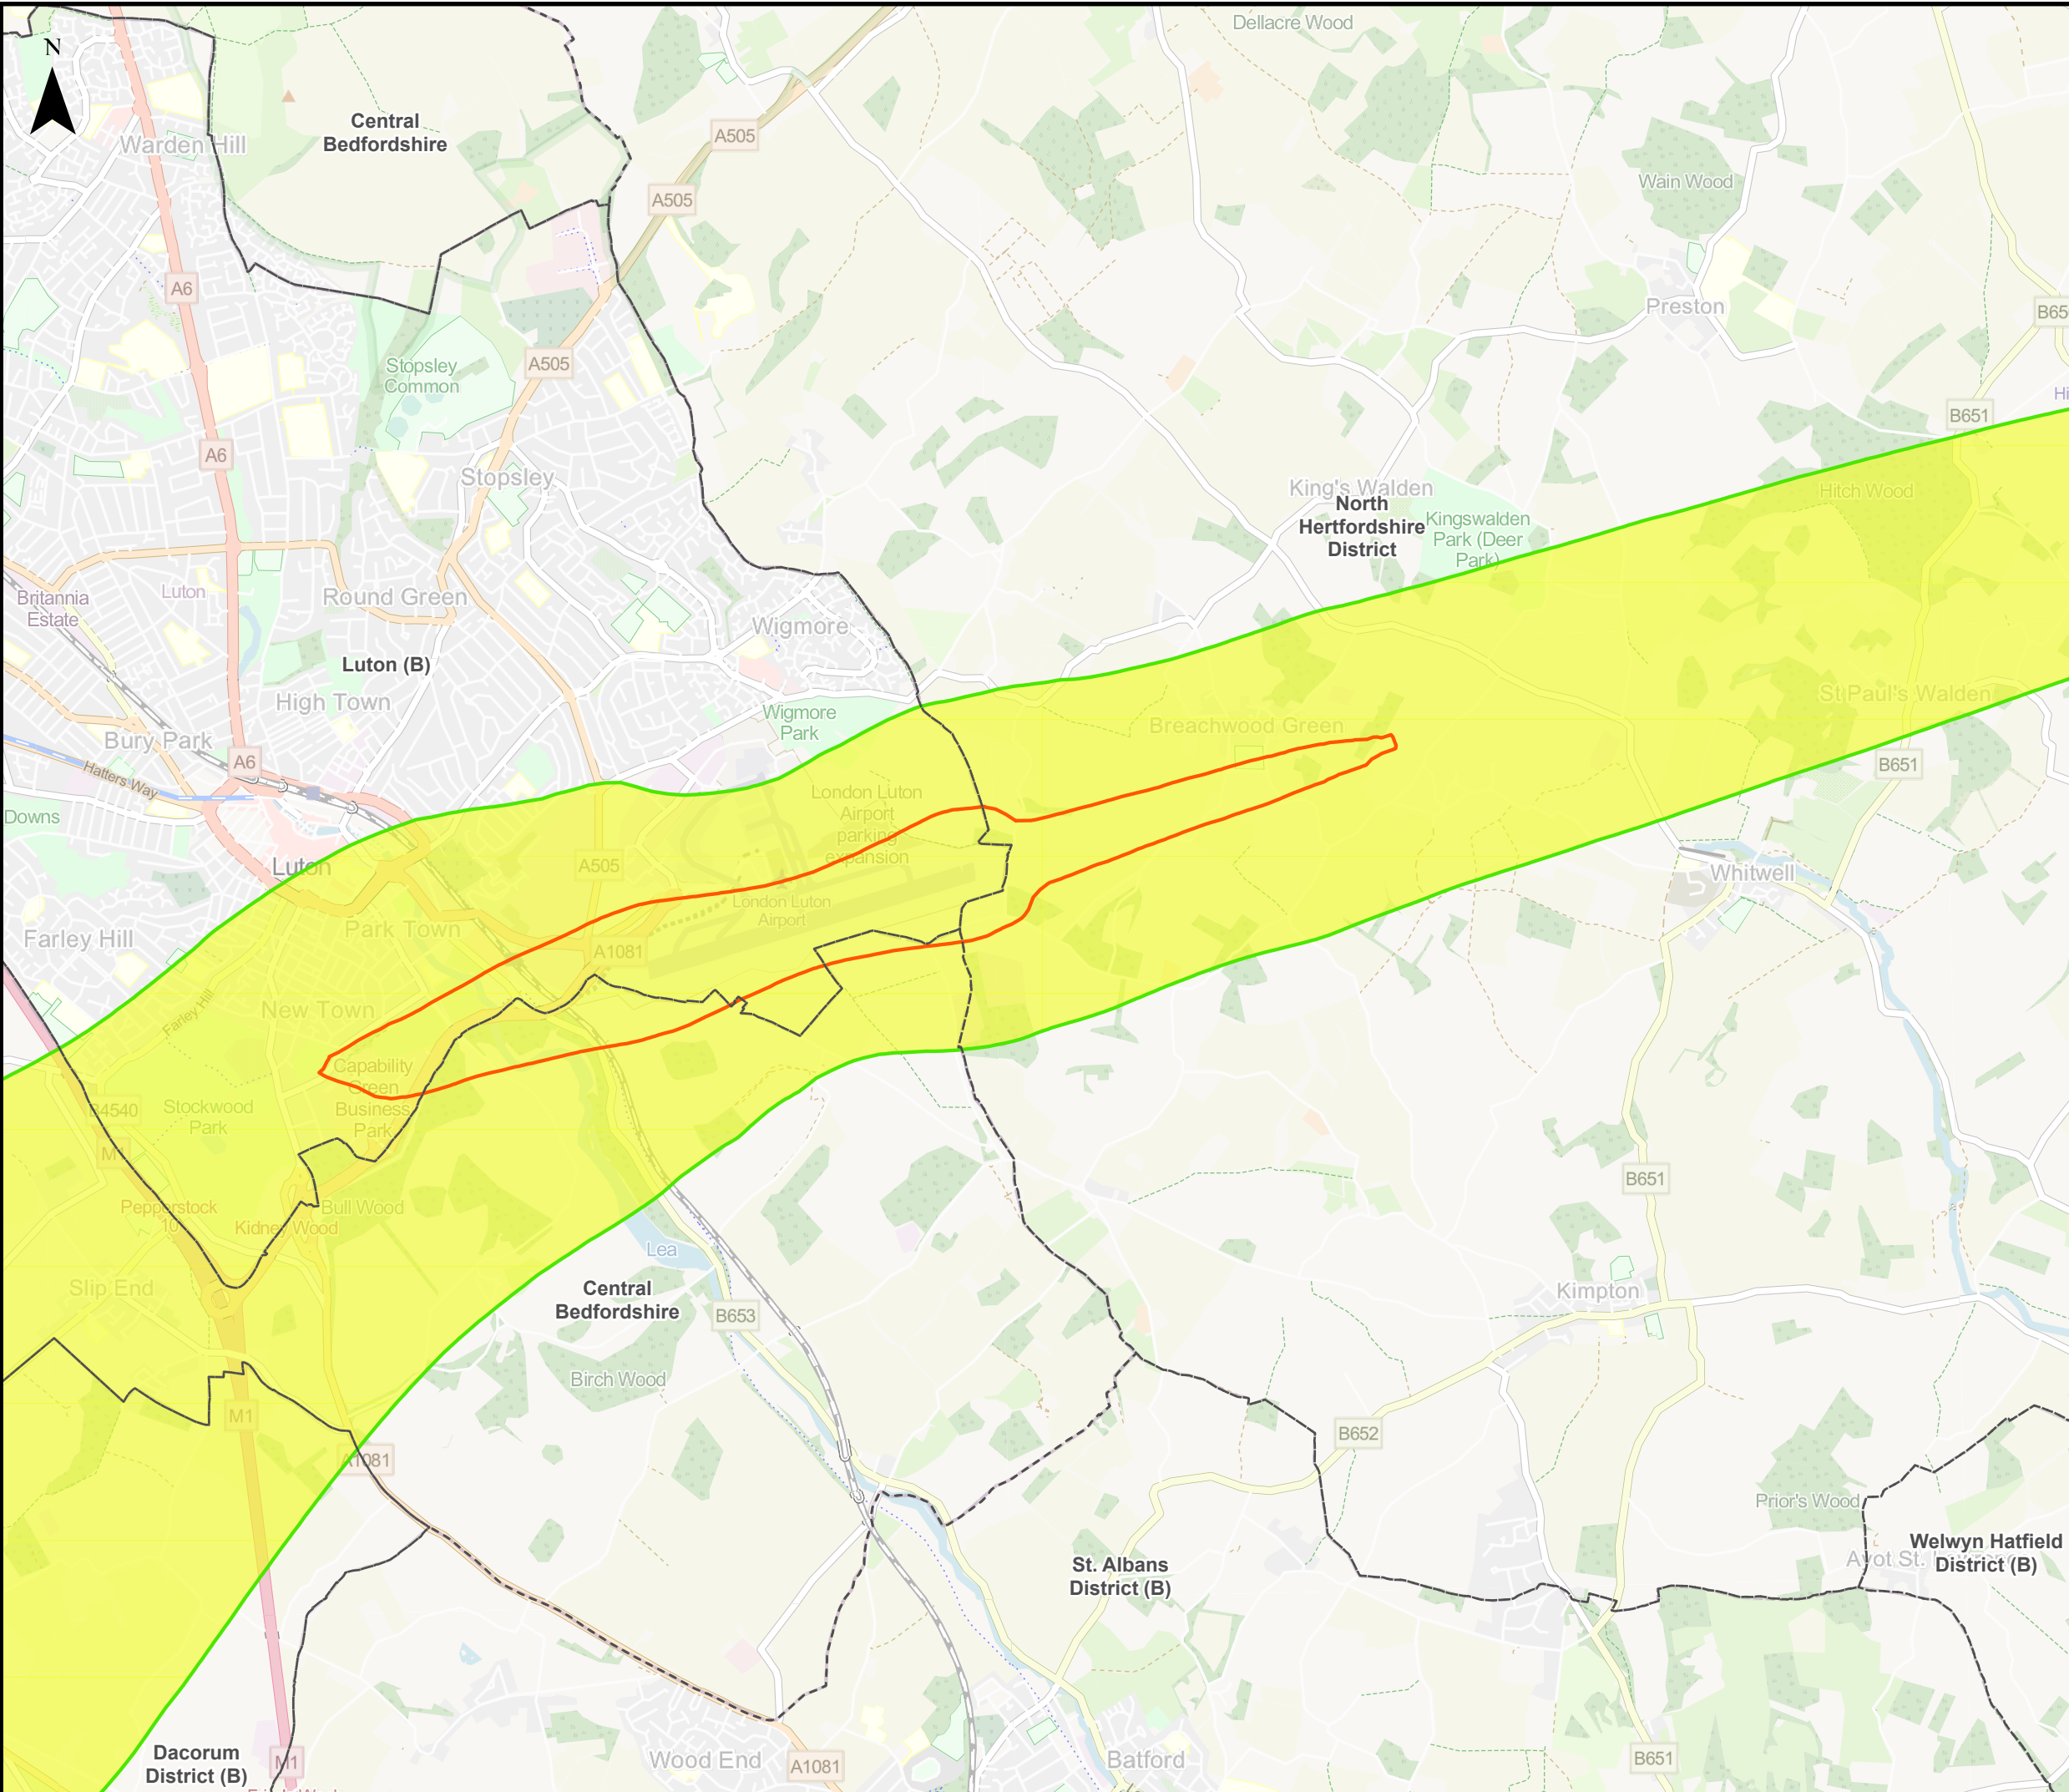 Dellacre Wood
N
Central
Bedfordshire
A505
Warden Hill
Wain Wood
A505
A6
Preston
B65
Stopsley
Common
A505
Hi
B651
A6
Stopsley
King's Walden
North
Hertfordshire
District
Kingswalden
Park (Deer
Park)
Hitch Wood
Britannia
Estate
Luton
Round Green
Wigmore
Luton (B)
High Town
St Paul's Walden
Wigmore
Park
Breachwood Green
Bury Park
A6
B651
Hatters Way
London Luton
Airport
parking
expansion
Downs
Luton
A505
Whitwell
London Luton
Airport
Farley Hill
Park Town
A1081
New Town
Farley Hill
Capability
Green
Business
Park
B4540
Stockwood
Park
M1
B651
Pepperstock
10
Bull Wood
Kidney Wood
Lea
Slip End
Central
Bedfordshire
Kimpton
B653
Birch Wood
M1
B652
A1081
Prior's Wood
Welwyn Hatfield
District (B)
Ayot St.
St. Albans
District (B)
Dacorum
District (B)
M1
Wood End
A1081
Batford
B651